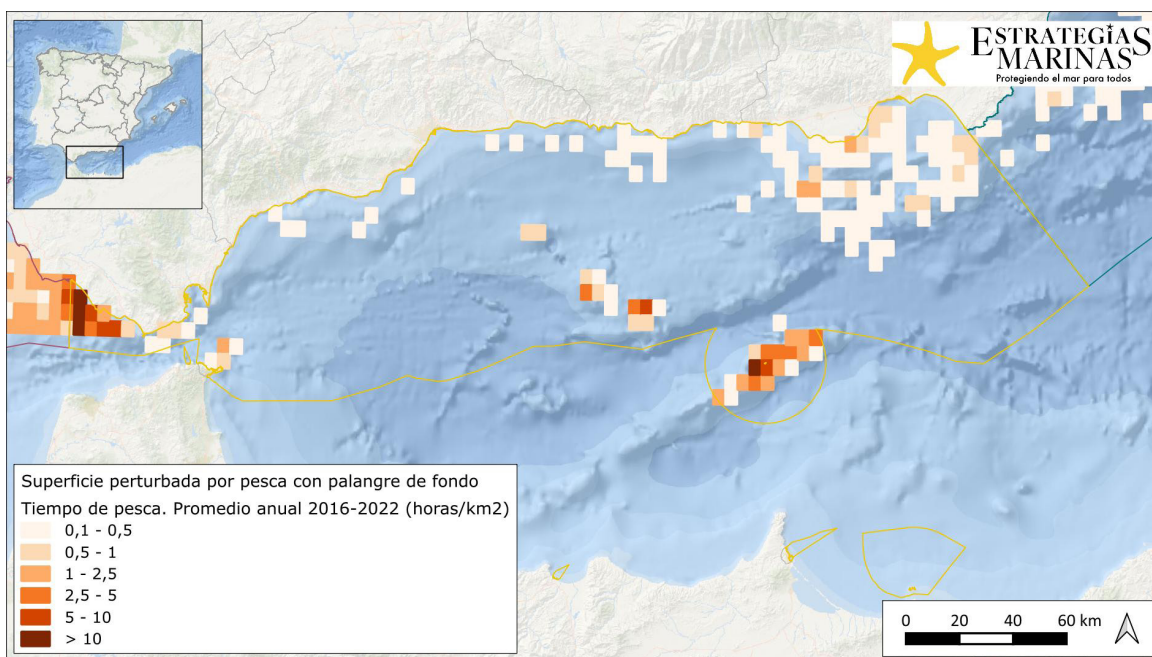 ESTRATEGIAS
MARINAS
Protegiendo el mar para todos
Superficie perturbada por pesca con palangre de fondo
Tiempo de pesca. Promedio anual 2016-2022 (horas/km2)
0,1 - 0,5
0,5 - 1
1 - 2,5
2,5 - 5
5 - 10
> 10
0 20 40 60 km